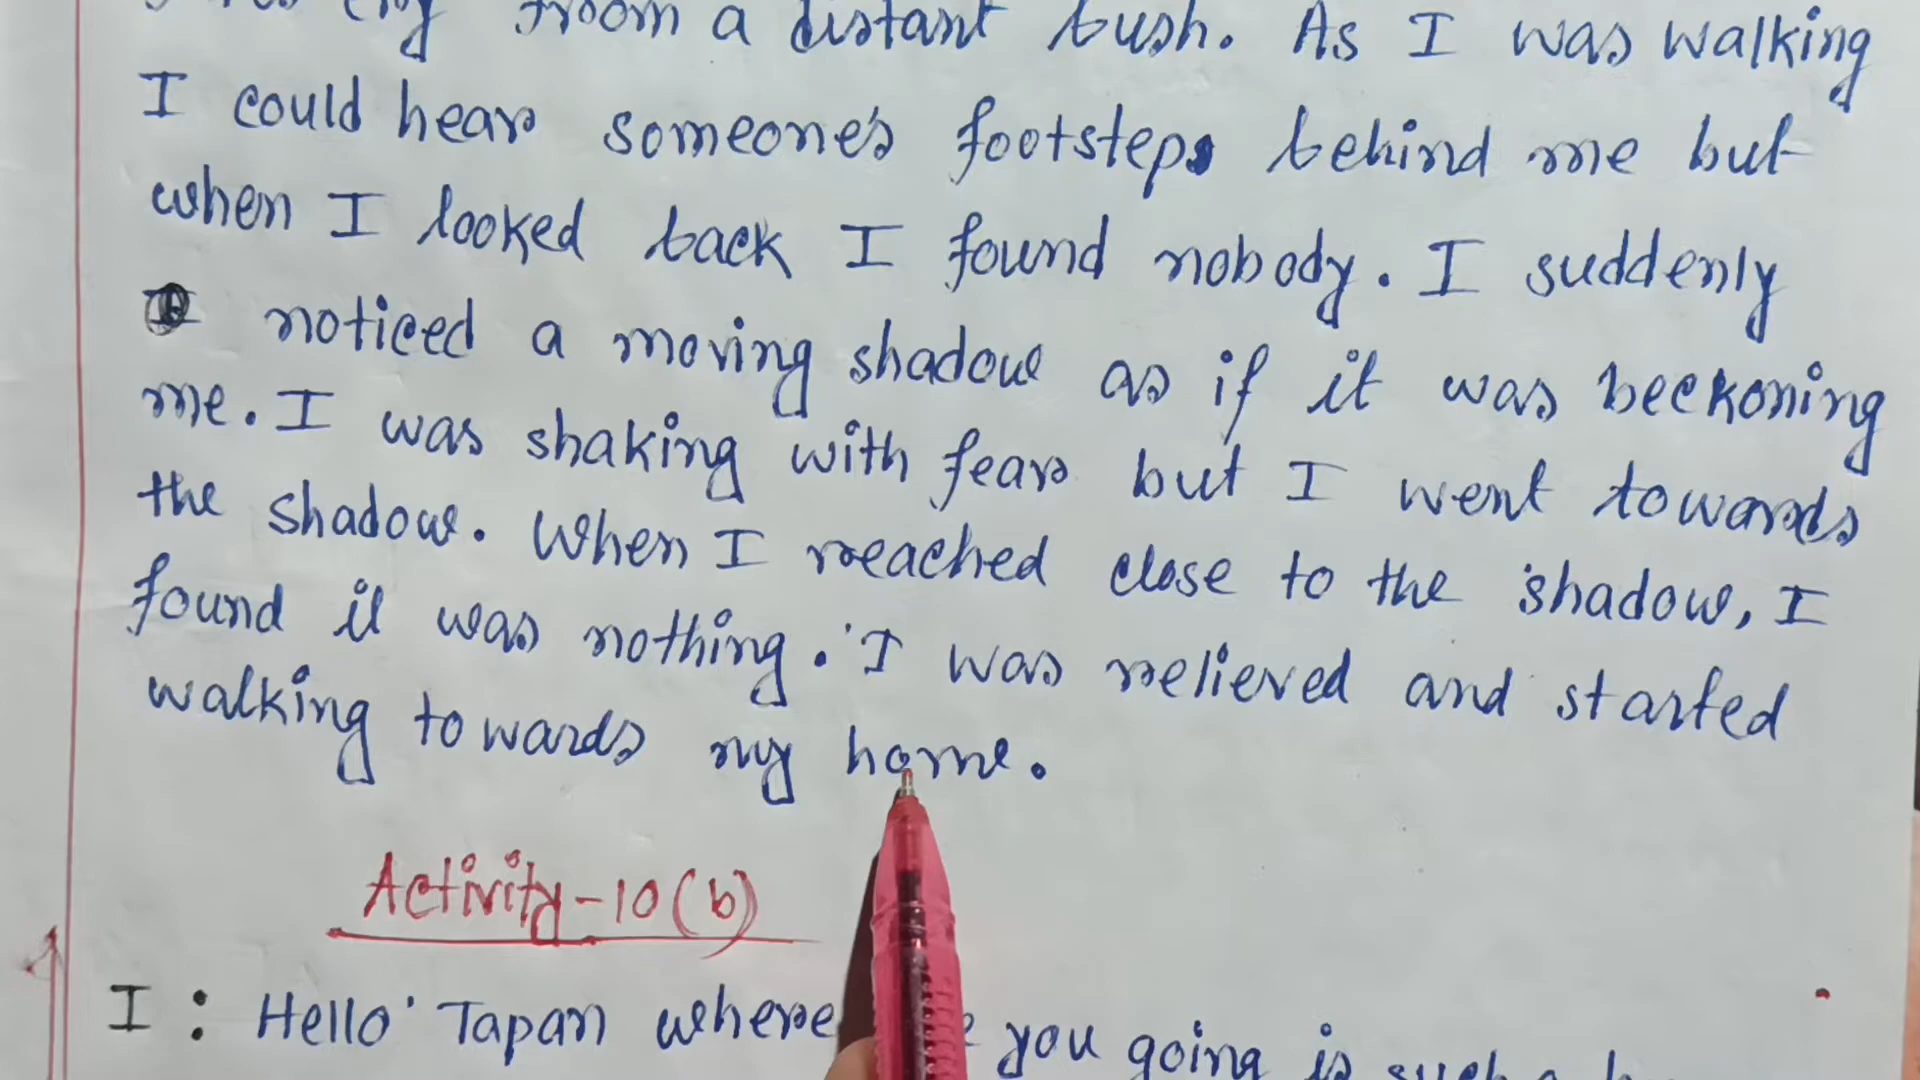 from a distant bush. As I was walking
I could hear someone's footsteps behind me but
when I looked back I found nobody. I suddenly
noticed a moving shadow as if it was beckoning
me. I was shaking with fear but I went towards
the shadow. When I reached close to the shadow, I
found it was nothing. I was relieved and started
walking towards my home.
Activity-10(b)
I: Hello Tapan where you going is such a